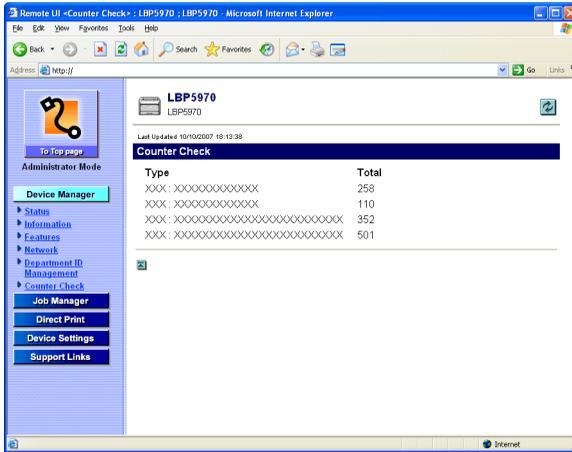 Remote UI <Counter Check> : LBP5970 ; LBP5970 - Microsoft Internet Explorer
File Edit View Favorites Tools Help
Back Search Favorites
Address http:// Go Links
To Top page
Administrator Mode
Device Manager
Status
Information
Features
Network
Department ID
Management
Counter Check
Job Manager
Direct Print
Device Settings
Support Links
LBP5970
LBP5970
Last Updated 10/10/2007 18:13:38
Counter Check
Type Total
XXX : XXXXXXXXXXXX 258
XXX : XXXXXXXXXXXX 110
XXX : XXXXXXXXXXXXXXXXXXXXXXXX 352
XXX : XXXXXXXXXXXXXXXXXXXXXXXX 501
Internet